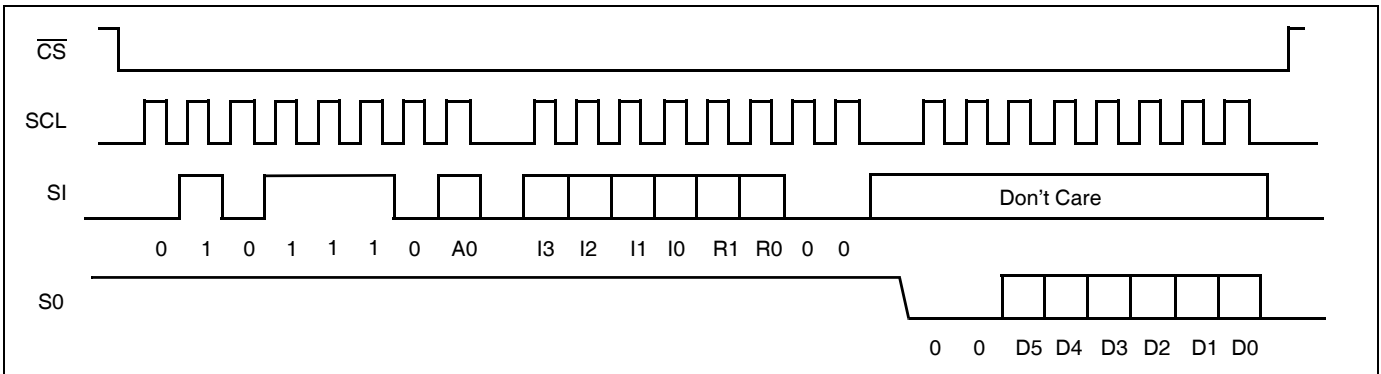 C̅S̅
SCL
SI
Don't Care
0 1 0 1 1 1 0 A0 I3 I2 I1 I0 R1 R0 0 0
S0
0 0 D5 D4 D3 D2 D1 D0